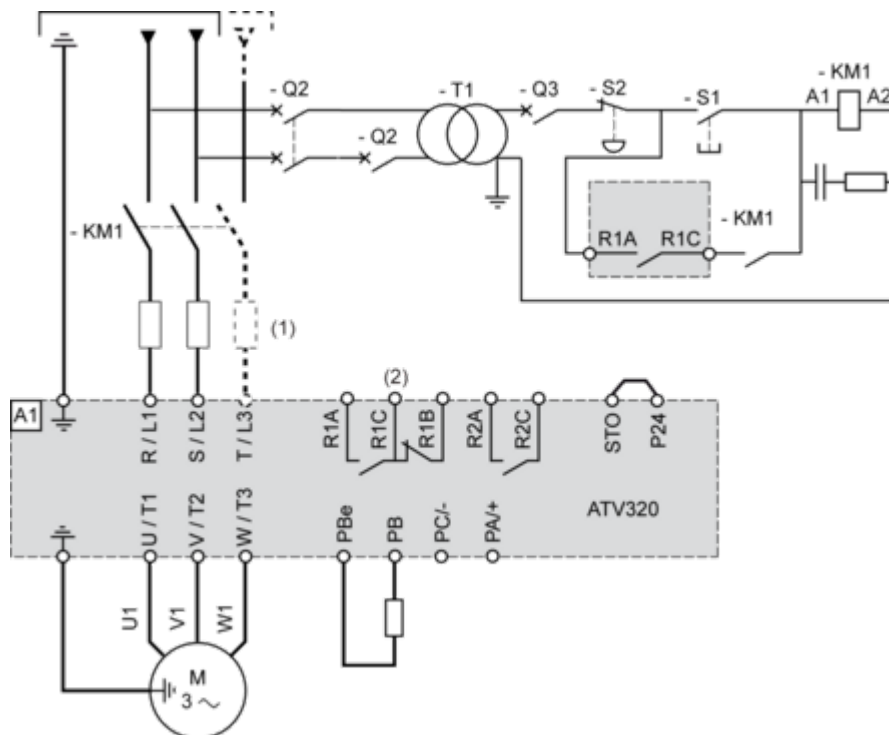 - Q2
- T1
- Q3
- S2
- S1
- KM1
A1
A2
- Q2
- KM1
- KM1
R1A
R1C
(1)
(2)
A1
R / L1
S / L2
T / L3
R1A
R1C
R1B
R2A
R2C
STO
P24
ATV320
U / T1
V / T2
W / T3
PBe
PB
PC/-
PA/+
U1
V1
W1
M
3 ~